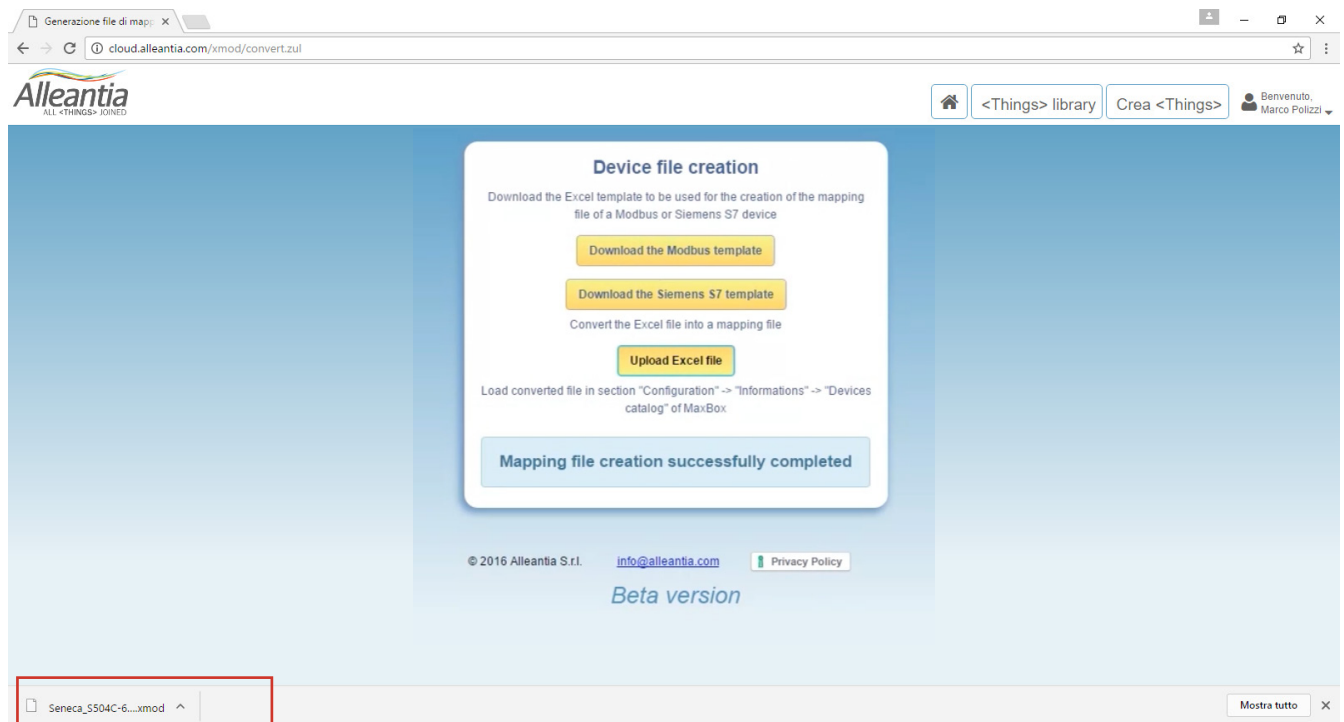 Generazione file di mapp
cloud.alleantia.com/xmod/convert.zul
Alleantia
ALL <THINGS> JOINED
<Things> library
Crea <Things>
Benvenuto,
Marco Polizzi
Device file creation
Download the Excel template to be used for the creation of the mapping
file of a Modbus or Siemens S7 device
Download the Modbus template
Download the Siemens S7 template
Convert the Excel file into a mapping file
Upload Excel file
Load converted file in section "Configuration" -> "Informations" -> "Devices
catalog" of MaxBox
Mapping file creation successfully completed
© 2016 Alleantia S.r.l.
info@alleantia.com
Privacy Policy
Beta version
Seneca_S504C-6....xmod
Mostra tutto